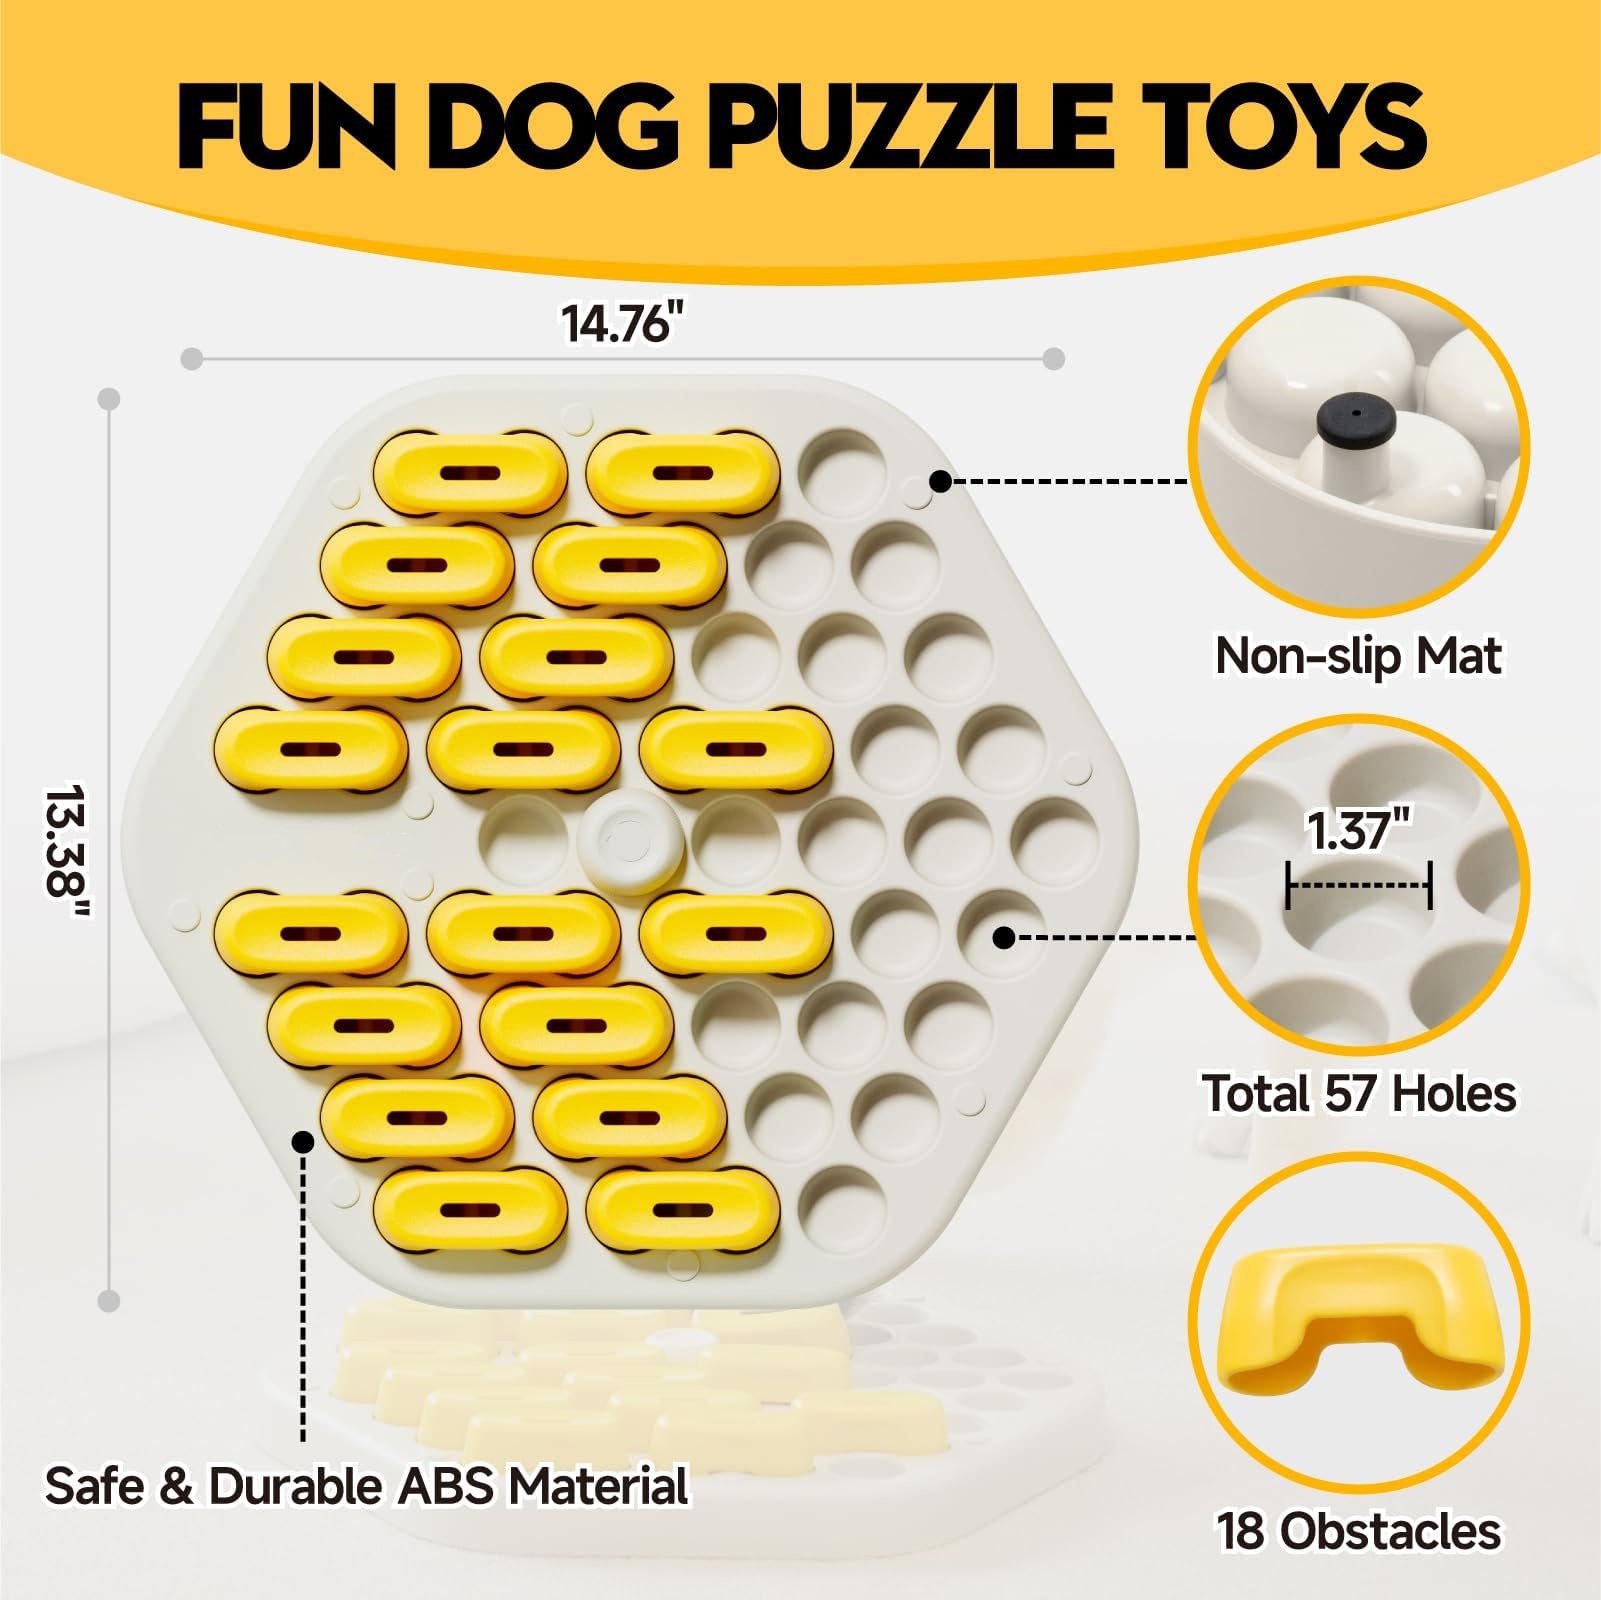 FUN DOG PUZZLE TOYS
14.76"
13.38"
Non-slip Mat
1.37"
Total 57 Holes
Safe & Durable ABS Material
18 Obstacles